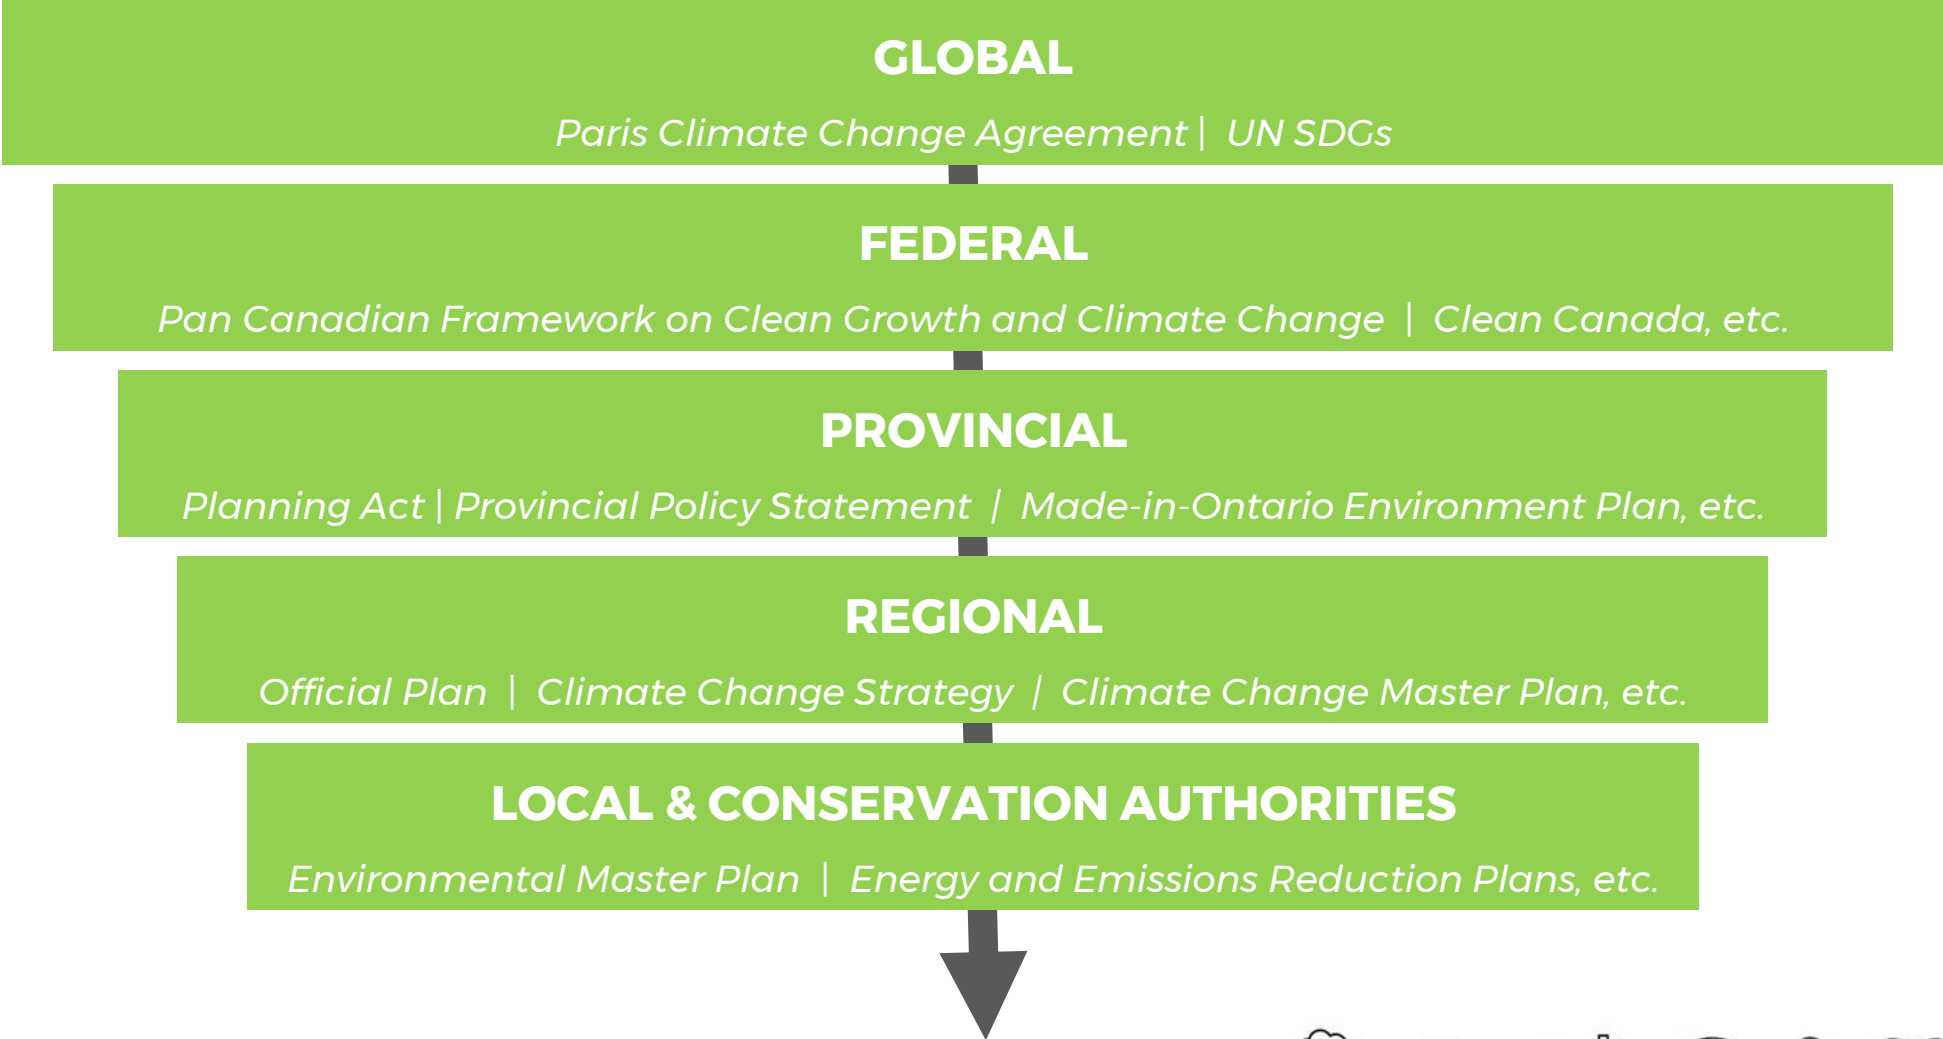 GLOBAL
Paris Climate Change Agreement | UN SDGs
FEDERAL
Pan Canadian Framework on Clean Growth and Climate Change | Clean Canada, etc.
PROVINCIAL
Planning Act | Provincial Policy Statement | Made-in-Ontario Environment Plan, etc.
REGIONAL
Official Plan | Climate Change Strategy | Climate Change Master Plan, etc.
LOCAL & CONSERVATION AUTHORITIES
Environmental Master Plan | Energy and Emissions Reduction Plans, etc.